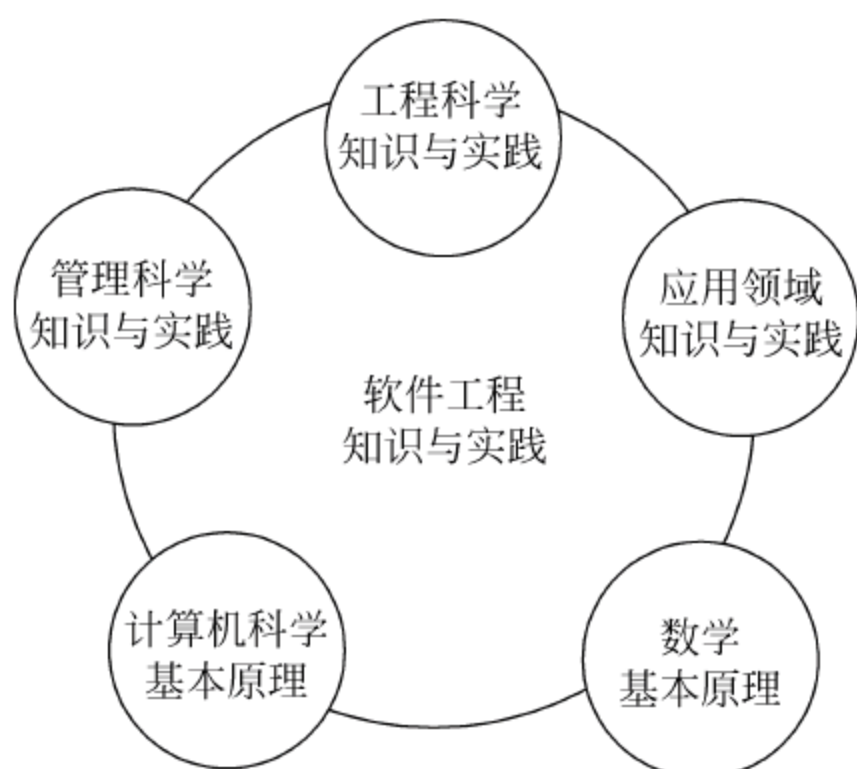 工程科学
知识与实践
管理科学
知识与实践
应用领域
知识与实践
软件工程
知识与实践
计算机科学
基本原理
数学
基本原理